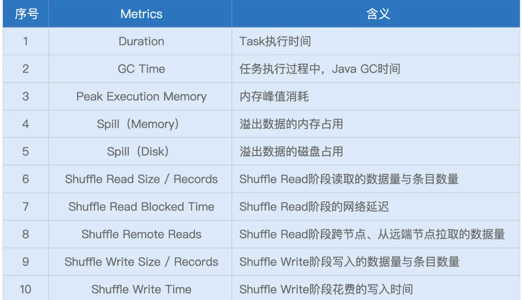 序号 Metrics 含义
1 Duration Task执行时间
2 GC Time 任务执行过程中，Java GC时间
3 Peak Execution Memory 内存峰值消耗
4 Spill（Memory） 溢出数据的内存占用
5 Spill（Disk） 溢出数据的磁盘占用
6 Shuffle Read Size / Records Shuffle Read阶段读取的数据量与条目数量
7 Shuffle Read Blocked Time Shuffle Read阶段的网络延迟
8 Shuffle Remote Reads Shuffle Read阶段跨节点、从远端节点拉取的数据量
9 Shuffle Write Size / Records Shuffle Write阶段写入的数据量与条目数量
10 Shuffle Write Time Shuffle Write阶段花费的写入时间